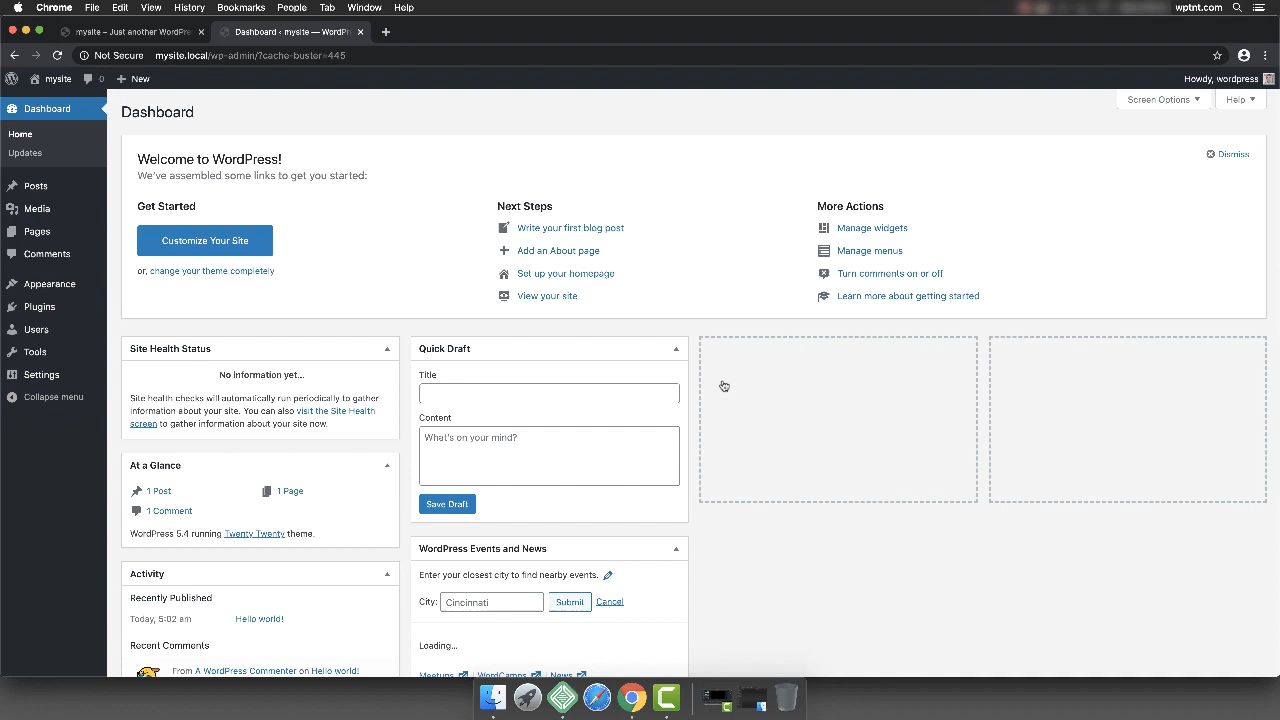 Chrome File Edit View History Bookmarks People Tab Window Help wptnt.com
mysite – Just another WordPre Dashboard ‹ mysite — WordPr
Not Secure mysite.local/wp-admin/?cache-buster=445
mysite 0 New Howdy, wordpress
Dashboard
Home
Updates
Posts
Media
Pages
Comments
Appearance
Plugins
Users
Tools
Settings
Collapse menu
Screen Options Help
Dashboard
Welcome to WordPress!
Dismiss
We've assembled some links to get you started:
Get Started
Customize Your Site
or, change your theme completely
Next Steps
Write your first blog post
Add an About page
Set up your homepage
View your site
More Actions
Manage widgets
Manage menus
Turn comments on or off
Learn more about getting started
Site Health Status
No information yet...
Site health checks will automatically run periodically to gather
information about your site. You can also visit the Site Health
screen to gather information about your site now.
At a Glance
1 Post 1 Page
1 Comment
WordPress 5.4 running Twenty Twenty theme.
Activity
Recently Published
Today, 5:02 am Hello world!
Recent Comments
From A WordPress Commenter on Hello world!
Quick Draft
Title
Content
What's on your mind?
Save Draft
WordPress Events and News
Enter your closest city to find nearby events.
City: Cincinnati Submit Cancel
Loading...
Meetups WordCamps News